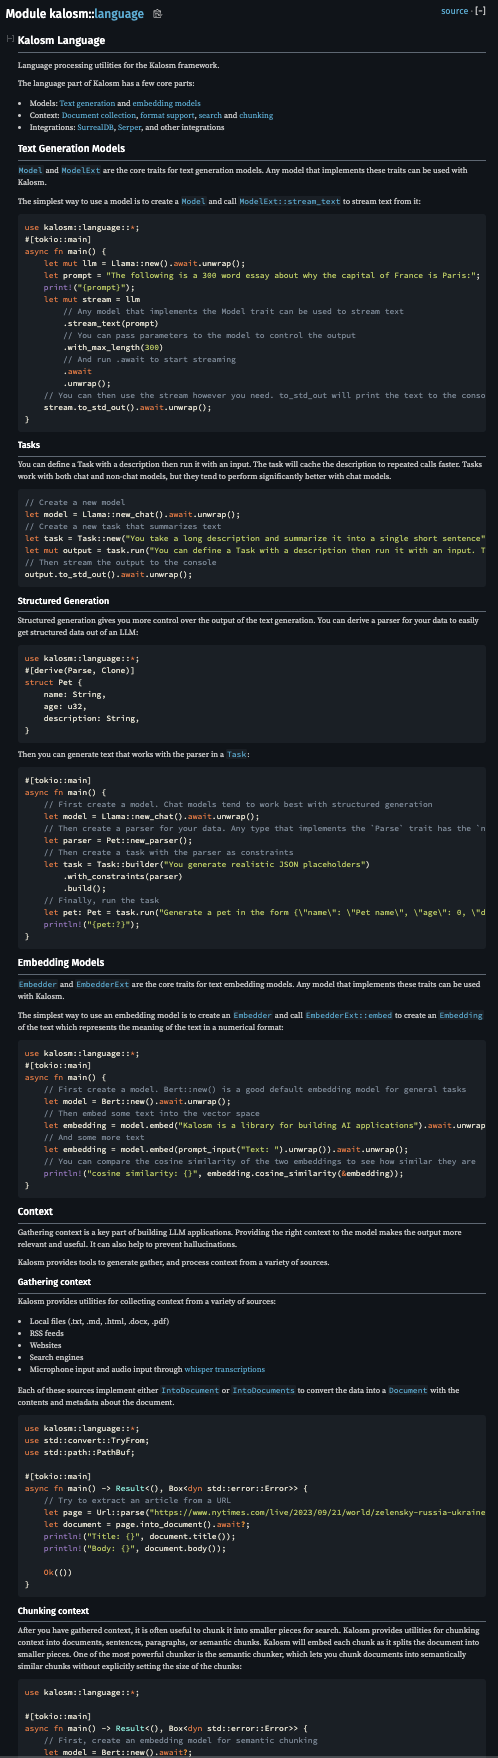 Module kalosm::language
source · [−]
[−] Kalosm Language
Language processing utilities for the Kalosm framework.
The language part of Kalosm has a few core parts:
• Models: Text generation and embedding models
• Context: Document collection, format support, search and chunking
• Integrations: SurrealDB, Serper, and other integrations
Text Generation Models
Model and ModelExt are the core traits for text generation models. Any model that implements these traits can be used with
Kalosm.
The simplest way to use a model is to create a Model and call ModelExt::stream_text to stream text from it:
use kalosm::language::*;
#[tokio::main]
async fn main() {
    let mut llm = Llama::new().await.unwrap();
    let prompt = "The following is a 300 word essay about why the capital of France is Paris:";
    print!("{prompt}");
    let mut stream = llm
        // Any model that implements the Model trait can be used to stream text
        .stream_text(prompt)
        // You can pass parameters to the model to control the output
        .with_max_length(300)
        // And run .await to start streaming
        .await
        .unwrap();
    // You can then use the stream however you need. to_std_out will print the text to the conso
    stream.to_std_out().await.unwrap();
}
Tasks
You can define a Task with a description then run it with an input. The task will cache the description to repeated calls faster. Tasks
work with both chat and non-chat models, but they tend to perform significantly better with chat models.
// Create a new model
let model = Llama::new_chat().await.unwrap();
// Create a new task that summarizes text
let task = Task::new("You take a long description and summarize it into a single short sentence"
let mut output = task.run("You can define a Task with a description then run it with an input. T
// Then stream the output to the console
output.to_std_out().await.unwrap();
Structured Generation
Structured generation gives you more control over the output of the text generation. You can derive a parser for your data to easily
get structured data out of an LLM:
use kalosm::language::*;
#[derive(Parse, Clone)]
struct Pet {
    name: String,
    age: u32,
    description: String,
}
Then you can generate text that works with the parser in a Task:
#[tokio::main]
async fn main() {
    // First create a model. Chat models tend to work best with structured generation
    let model = Llama::new_chat().await.unwrap();
    // Then create a parser for your data. Any type that implements the `Parse` trait has the `n
    let parser = Pet::new_parser();
    // Then create a task with the parser as constraints
    let task = Task::builder("You generate realistic JSON placeholders")
        .with_constraints(parser)
        .build();
    // Finally, run the task
    let pet: Pet = task.run("Generate a pet in the form {\"name\": \"Pet name\", \"age\": 0, \"d
    println!("{pet:?}");
}
Embedding Models
Embedder and EmbedderExt are the core traits for text embedding models. Any model that implements these traits can be used
with Kalosm.
The simplest way to use an embedding model is to create an Embedder and call EmbedderExt::embed to create an Embedding
of the text which represents the meaning of the text in a numerical format:
use kalosm::language::*;
#[tokio::main]
async fn main() {
    // First create a model. Bert::new() is a good default embedding model for general tasks
    let model = Bert::new().await.unwrap();
    // Then embed some text into the vector space
    let embedding = model.embed("Kalosm is a library for building AI applications").await.unwrap
    // And some more text
    let embedding = model.embed(prompt_input("Text: ").unwrap()).await.unwrap();
    // You can compare the cosine similarity of the two embeddings to see how similar they are
    println!("cosine similarity: {}", embedding.cosine_similarity(&embedding));
}
Context
Gathering context is a key part of building LLM applications. Providing the right context to the model makes the output more
relevant and useful. It can also help to prevent hallucinations.
Kalosm provides tools to generate gather, and process context from a variety of sources.
Gathering context
Kalosm provides utilities for collecting context from a variety of sources:
• Local files (.txt, .md, .html, .docx, .pdf)
• RSS feeds
• Websites
• Search engines
• Microphone input and audio input through whisper transcriptions
Each of these sources implement either IntoDocument or IntoDocuments to convert the data into a Document with the
contents and metadata about the document.
use kalosm::language::*;
use std::convert::TryFrom;
use std::path::PathBuf;
#[tokio::main]
async fn main() -> Result<(), Box<dyn std::error::Error>> {
    // Try to extract an article from a URL
    let page = Url::parse("https://www.nytimes.com/live/2023/09/21/world/zelensky-russia-ukraine
    let document = page.into_document().await?;
    println!("Title: {}", document.title());
    println!("Body: {}", document.body());
    Ok(())
}
Chunking context
After you have gathered context, it is often useful to chunk it into smaller pieces for search. Kalosm provides utilities for chunking
context into documents, sentences, paragraphs, or semantic chunks. Kalosm will embed each chunk as it splits the document into
smaller pieces. One of the most powerful chunker is the semantic chunker, which lets you chunk documents into semantically
similar chunks without explicitly setting the size of the chunks:
use kalosm::language::*;
#[tokio::main]
async fn main() -> Result<(), Box<dyn std::error::Error>> {
    // First, create an embedding model for semantic chunking
    let model = Bert::new().await?;